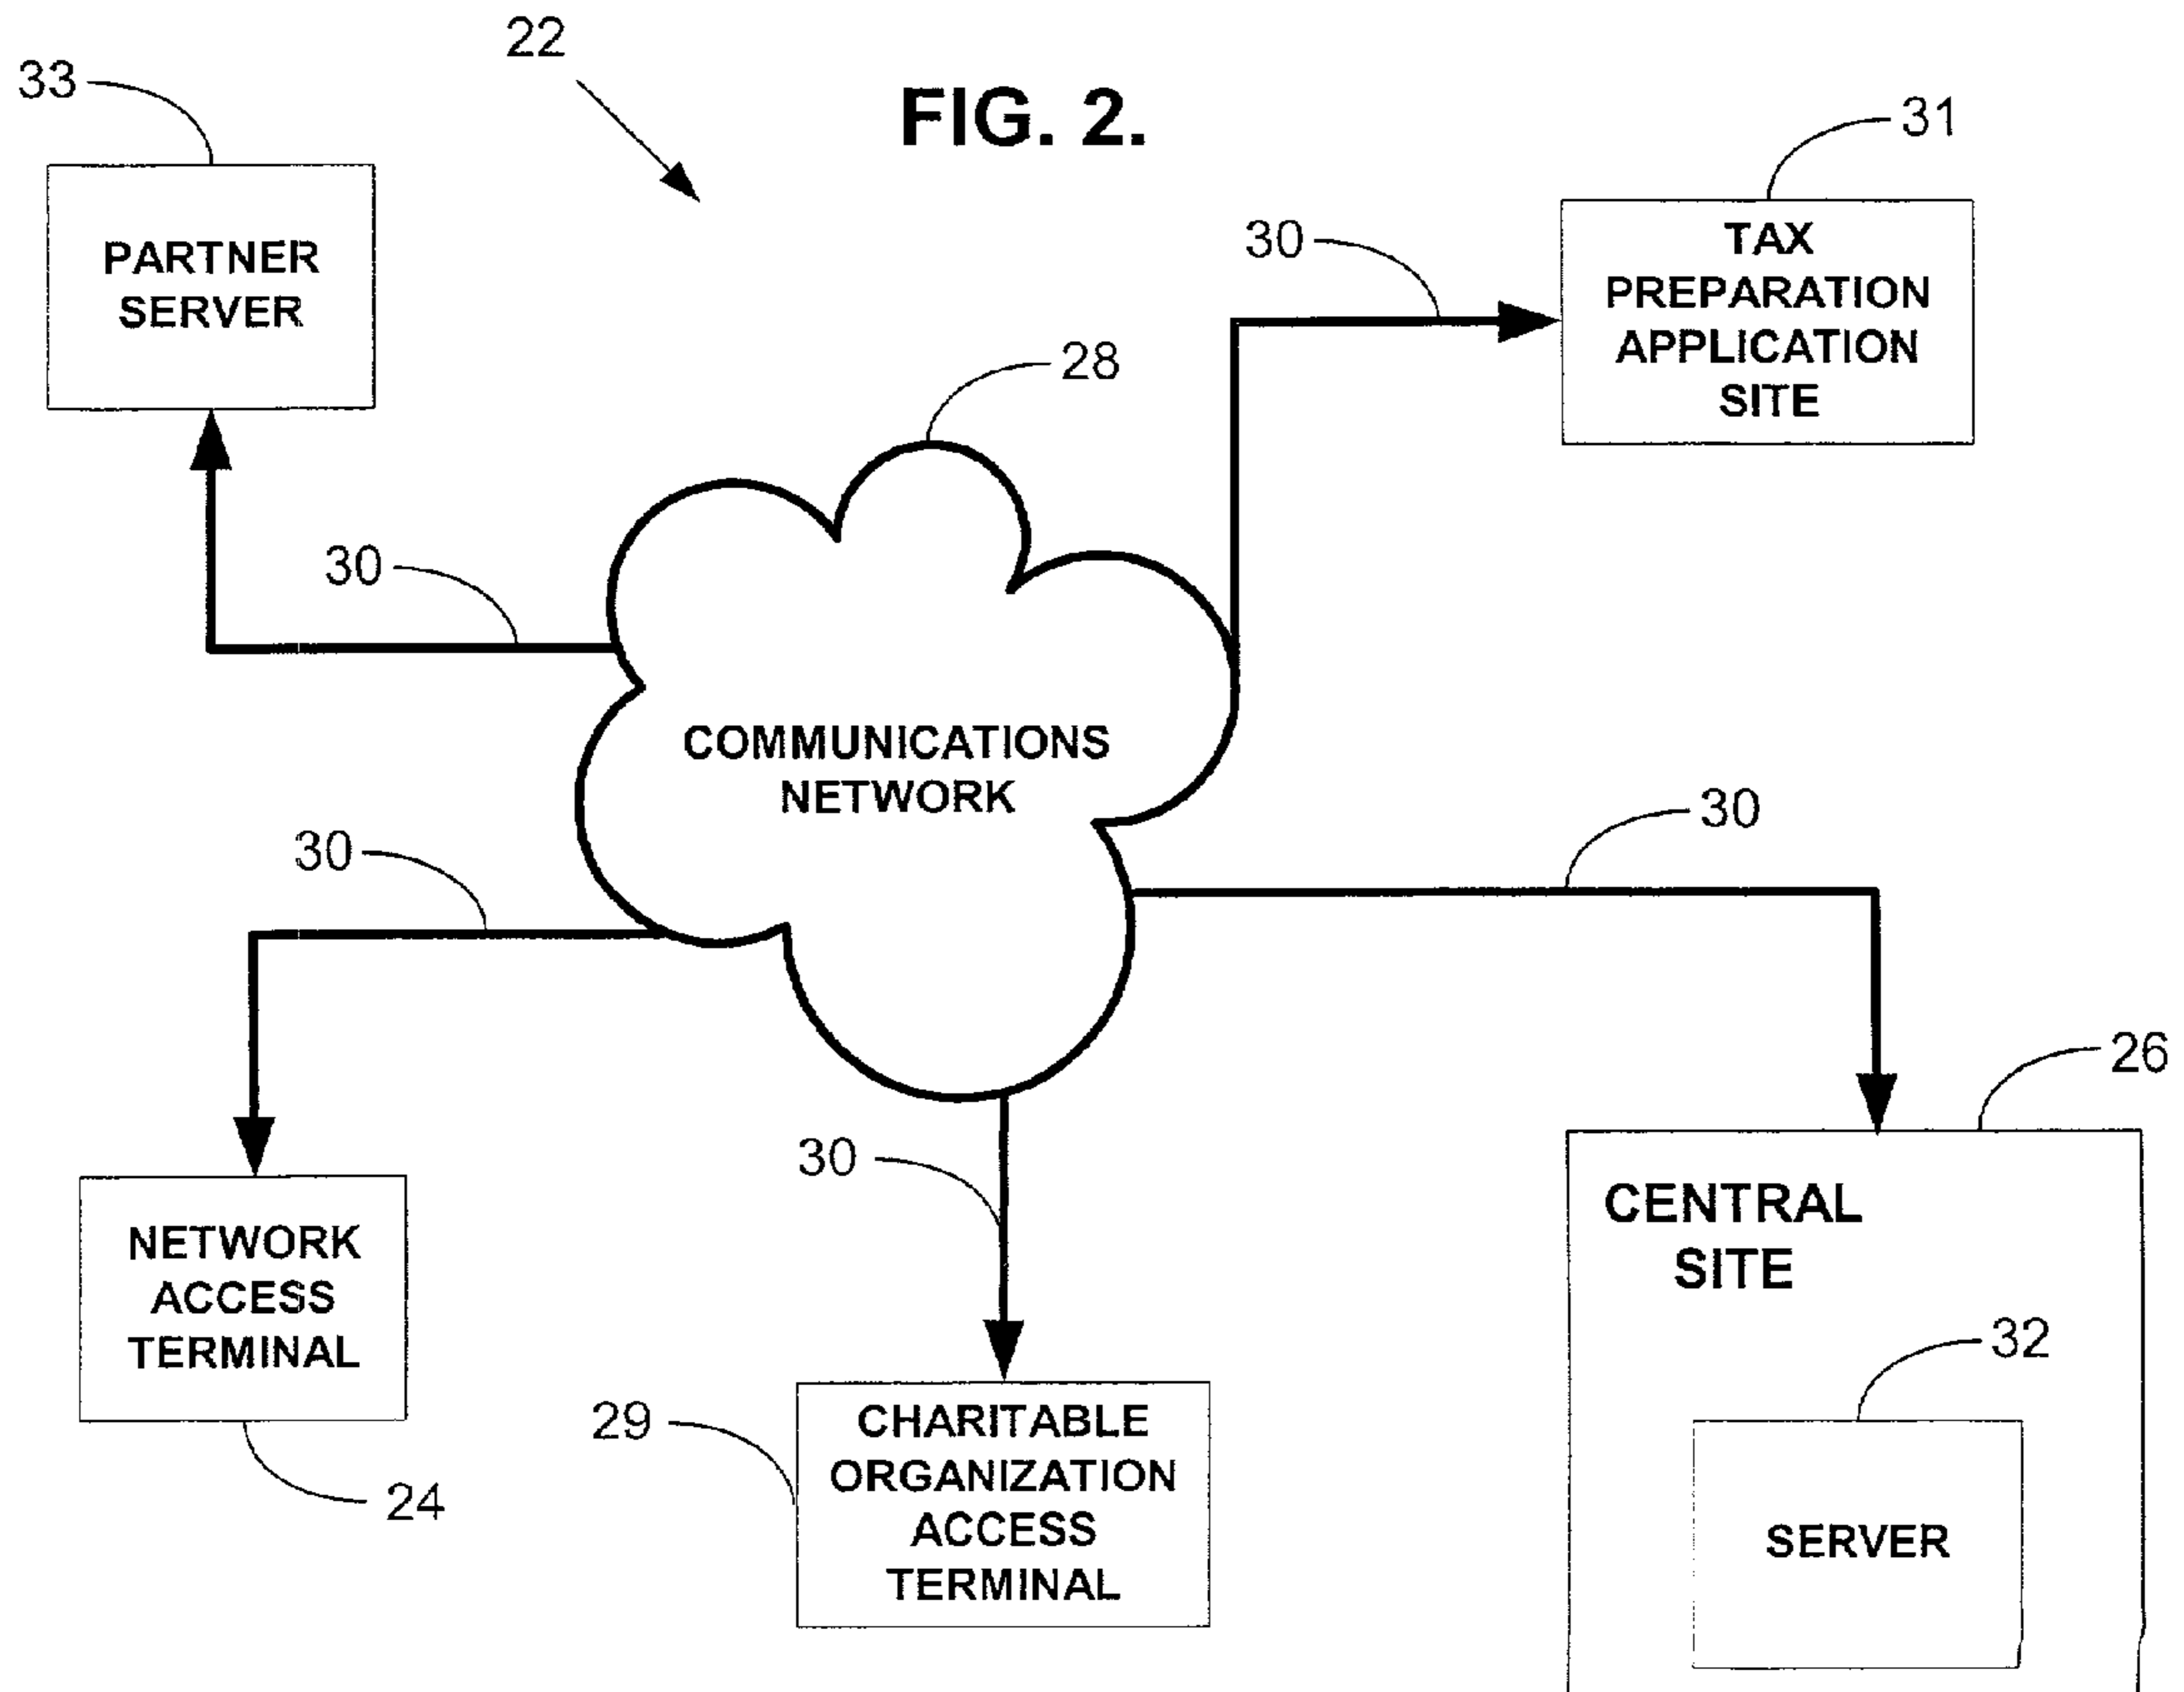 22
33
FIG. 2.
31
PARTNER
SERVER
30
TAX
PREPARATION
APPLICATION
SITE
28
30
COMMUNICATIONS
NETWORK
30
30
26
30
NETWORK
ACCESS
TERMINAL
CENTRAL
SITE
32
29
24
CHARITABLE
ORGANIZATION
ACCESS
TERMINAL
SERVER